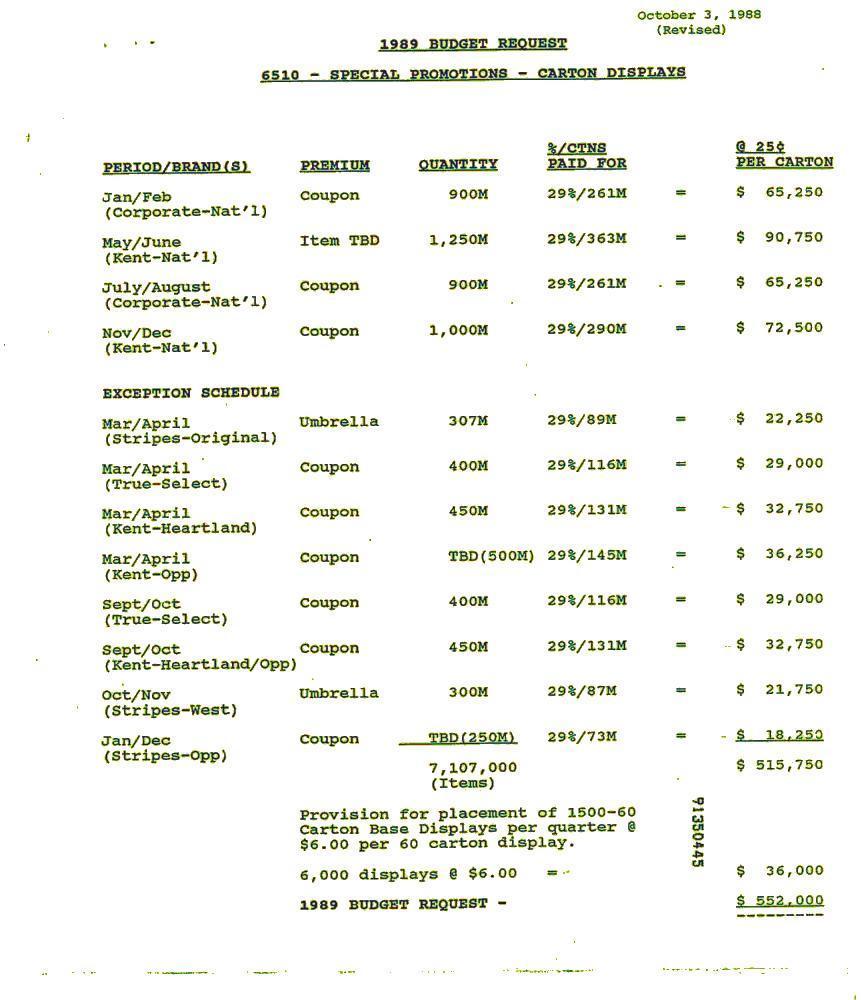 October 3, 1988
(Revised)
1989 BUDGET REQUEST
6510 - SPECIAL PROMOTIONS - CARTON DISPLAYS
%/CTNS @ 25¢
PERIOD/BRAND(S) PREMIUM QUANTITY PAID FOR PER CARTON
Jan/Feb Coupon 900M 29%/261M = $ 65,250
(Corporate-Nat'l)
May/June Item TBD 1,250M 29%/363M = $ 90,750
(Kent-Nat'l)
July/August Coupon 900M 29%/261M = $ 65,250
(Corporate-Nat'l)
Nov/Dec Coupon 1,000M 29%/290M = $ 72,500
(Kent-Nat'l)
EXCEPTION SCHEDULE
Mar/April Umbrella 307M 29%/89M = $ 22,250
(Stripes-Original)
Mar/April Coupon 400M 29%/116M = $ 29,000
(True-Select)
Mar/April Coupon 450M 29%/131M = $ 32,750
(Kent-Heartland)
Mar/April Coupon TBD(500M) 29%/145M = $ 36,250
(Kent-Opp)
Sept/Oct Coupon 400M 29%/116M = $ 29,000
(True-Select)
Sept/Oct Coupon 450M 29%/131M = $ 32,750
(Kent-Heartland/Opp)
Oct/Nov Umbrella 300M 29%/87M = $ 21,750
(Stripes-West)
Jan/Dec Coupon TBD(250M) 29%/73M = $ 18,250
(Stripes-Opp)
7,107,000 $ 515,750
(Items)
Provision for placement of 1500-60
Carton Base Displays per quarter @
$6.00 per 60 carton display.
91350445
6,000 displays @ $6.00 = $ 36,000
1989 BUDGET REQUEST - $ 552,000